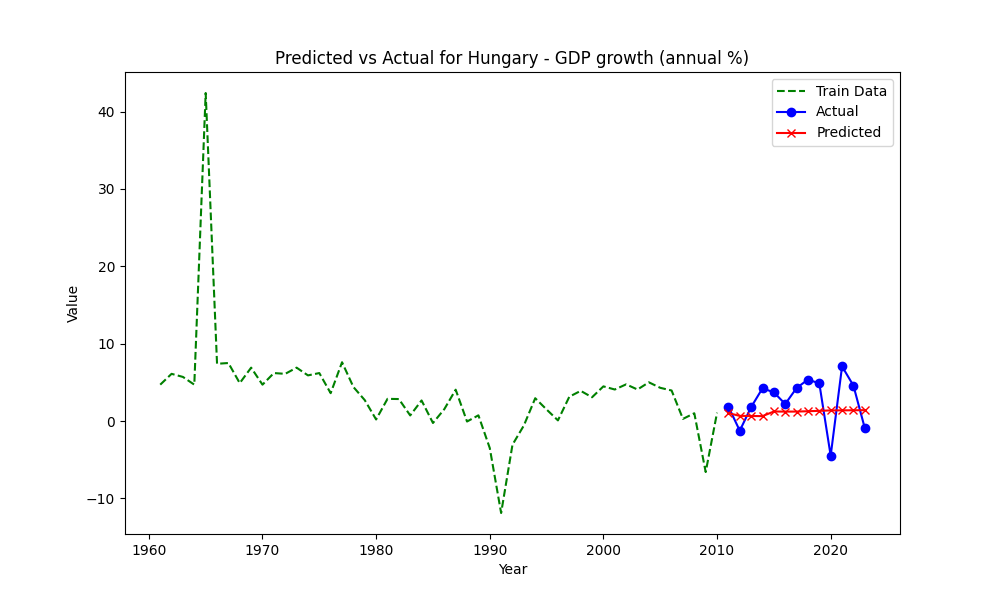 Predicted vs Actual for Hungary - GDP growth (annual %)
Train Data
Actual
Predicted
Value
40
30
20
10
0
−10
1960 1970 1980 1990 2000 2010 2020
Year